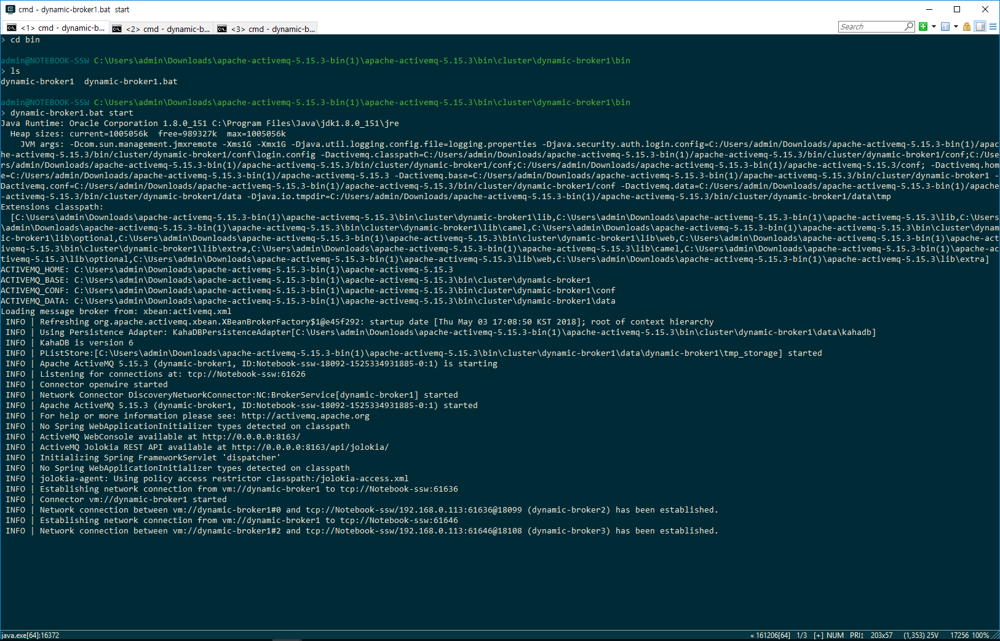 cmd - dynamic-broker1.bat  start
<1> cmd - dynamic-b... <2> cmd - dynamic-b... <3> cmd - dynamic-b... Search
> cd bin
admin@NOTEBOOK-SSW C:\Users\admin\Downloads\apache-activemq-5.15.3-bin(1)\apache-activemq-5.15.3\bin\cluster\dynamic-broker1\bin
> ls
dynamic-broker1  dynamic-broker1.bat
admin@NOTEBOOK-SSW C:\Users\admin\Downloads\apache-activemq-5.15.3-bin(1)\apache-activemq-5.15.3\bin\cluster\dynamic-broker1\bin
> dynamic-broker1.bat start
Java Runtime: Oracle Corporation 1.8.0_151 C:\Program Files\Java\jdk1.8.0_151\jre
  Heap sizes: current=1005056k  free=989327k  max=1005056k
    JVM args: -Dcom.sun.management.jmxremote -Xms1G -Xmx1G -Djava.util.logging.config.file=logging.properties -Djava.security.auth.login.config=C:/Users/admin/Downloads/apache-activemq-5.15.3-bin(1)/apac
he-activemq-5.15.3/bin/cluster/dynamic-broker1/conf\login.config -Dactivemq.classpath=C:/Users/admin/Downloads/apache-activemq-5.15.3-bin(1)/apache-activemq-5.15.3/bin/cluster/dynamic-broker1/conf;C:/Use
rs/admin/Downloads/apache-activemq-5.15.3-bin(1)/apache-activemq-5.15.3/bin/cluster/dynamic-broker1/conf;C:/Users/admin/Downloads/apache-activemq-5.15.3-bin(1)/apache-activemq-5.15.3/conf; -Dactivemq.hom
e=C:/Users/admin/Downloads/apache-activemq-5.15.3-bin(1)/apache-activemq-5.15.3 -Dactivemq.base=C:/Users/admin/Downloads/apache-activemq-5.15.3-bin(1)/apache-activemq-5.15.3/bin/cluster/dynamic-broker1 -
Dactivemq.conf=C:/Users/admin/Downloads/apache-activemq-5.15.3-bin(1)/apache-activemq-5.15.3/bin/cluster/dynamic-broker1/conf -Dactivemq.data=C:/Users/admin/Downloads/apache-activemq-5.15.3-bin(1)/apache
-activemq-5.15.3/bin/cluster/dynamic-broker1/data -Djava.io.tmpdir=C:/Users/admin/Downloads/apache-activemq-5.15.3-bin(1)/apache-activemq-5.15.3/bin/cluster/dynamic-broker1/data\tmp
Extensions classpath:
  [C:\Users\admin\Downloads\apache-activemq-5.15.3-bin(1)\apache-activemq-5.15.3\bin\cluster\dynamic-broker1\lib,C:\Users\admin\Downloads\apache-activemq-5.15.3-bin(1)\apache-activemq-5.15.3\lib,C:\Users
\admin\Downloads\apache-activemq-5.15.3-bin(1)\apache-activemq-5.15.3\bin\cluster\dynamic-broker1\lib\camel,C:\Users\admin\Downloads\apache-activemq-5.15.3-bin(1)\apache-activemq-5.15.3\bin\cluster\dynam
ic-broker1\lib\optional,C:\Users\admin\Downloads\apache-activemq-5.15.3-bin(1)\apache-activemq-5.15.3\bin\cluster\dynamic-broker1\lib\web,C:\Users\admin\Downloads\apache-activemq-5.15.3-bin(1)\apache-act
ivemq-5.15.3\bin\cluster\dynamic-broker1\lib\extra,C:\Users\admin\Downloads\apache-activemq-5.15.3-bin(1)\apache-activemq-5.15.3\lib\camel,C:\Users\admin\Downloads\apache-activemq-5.15.3-bin(1)\apache-ac
tivemq-5.15.3\lib\optional,C:\Users\admin\Downloads\apache-activemq-5.15.3-bin(1)\apache-activemq-5.15.3\lib\web,C:\Users\admin\Downloads\apache-activemq-5.15.3-bin(1)\apache-activemq-5.15.3\lib\extra]
ACTIVEMQ_HOME: C:\Users\admin\Downloads\apache-activemq-5.15.3-bin(1)\apache-activemq-5.15.3
ACTIVEMQ_BASE: C:\Users\admin\Downloads\apache-activemq-5.15.3-bin(1)\apache-activemq-5.15.3\bin\cluster\dynamic-broker1
ACTIVEMQ_CONF: C:\Users\admin\Downloads\apache-activemq-5.15.3-bin(1)\apache-activemq-5.15.3\bin\cluster\dynamic-broker1\conf
ACTIVEMQ_DATA: C:\Users\admin\Downloads\apache-activemq-5.15.3-bin(1)\apache-activemq-5.15.3\bin\cluster\dynamic-broker1\data
Loading message broker from: xbean:activemq.xml
 INFO | Refreshing org.apache.activemq.xbean.XBeanBrokerFactory$1@e45f292: startup date [Thu May 03 17:08:50 KST 2018]; root of context hierarchy
 INFO | Using Persistence Adapter: KahaDBPersistenceAdapter[C:\Users\admin\Downloads\apache-activemq-5.15.3-bin(1)\apache-activemq-5.15.3\bin\cluster\dynamic-broker1\data\kahadb]
 INFO | KahaDB is version 6
 INFO | PListStore:[C:\Users\admin\Downloads\apache-activemq-5.15.3-bin(1)\apache-activemq-5.15.3\bin\cluster\dynamic-broker1\data\dynamic-broker1\tmp_storage] started
 INFO | Apache ActiveMQ 5.15.3 (dynamic-broker1, ID:Notebook-ssw-18092-1525334931885-0:1) is starting
 INFO | Listening for connections at: tcp://Notebook-ssw:61626
 INFO | Connector openwire started
 INFO | Network Connector DiscoveryNetworkConnector:NC:BrokerService[dynamic-broker1] started
 INFO | Apache ActiveMQ 5.15.3 (dynamic-broker1, ID:Notebook-ssw-18092-1525334931885-0:1) started
 INFO | For help or more information please see: http://activemq.apache.org
 INFO | No Spring WebApplicationInitializer types detected on classpath
 INFO | ActiveMQ WebConsole available at http://0.0.0.0:8163/
 INFO | ActiveMQ Jolokia REST API available at http://0.0.0.0:8163/api/jolokia/
 INFO | Initializing Spring FrameworkServlet 'dispatcher'
 INFO | No Spring WebApplicationInitializer types detected on classpath
 INFO | jolokia-agent: Using policy access restrictor classpath:/jolokia-access.xml
 INFO | Establishing network connection from vm://dynamic-broker1 to tcp://Notebook-ssw:61636
 INFO | Connector vm://dynamic-broker1 started
 INFO | Network connection between vm://dynamic-broker1#0 and tcp://Notebook-ssw/192.168.0.113:61636@18099 (dynamic-broker2) has been established.
 INFO | Establishing network connection from vm://dynamic-broker1 to tcp://Notebook-ssw:61646
 INFO | Network connection between vm://dynamic-broker1#2 and tcp://Notebook-ssw/192.168.0.113:61646@18108 (dynamic-broker3) has been established.
java.exe[64]:16372 « 161206[64] 1/3 [+] NUM PRI↕ 203x57 (1,353) 25V 17256 100%